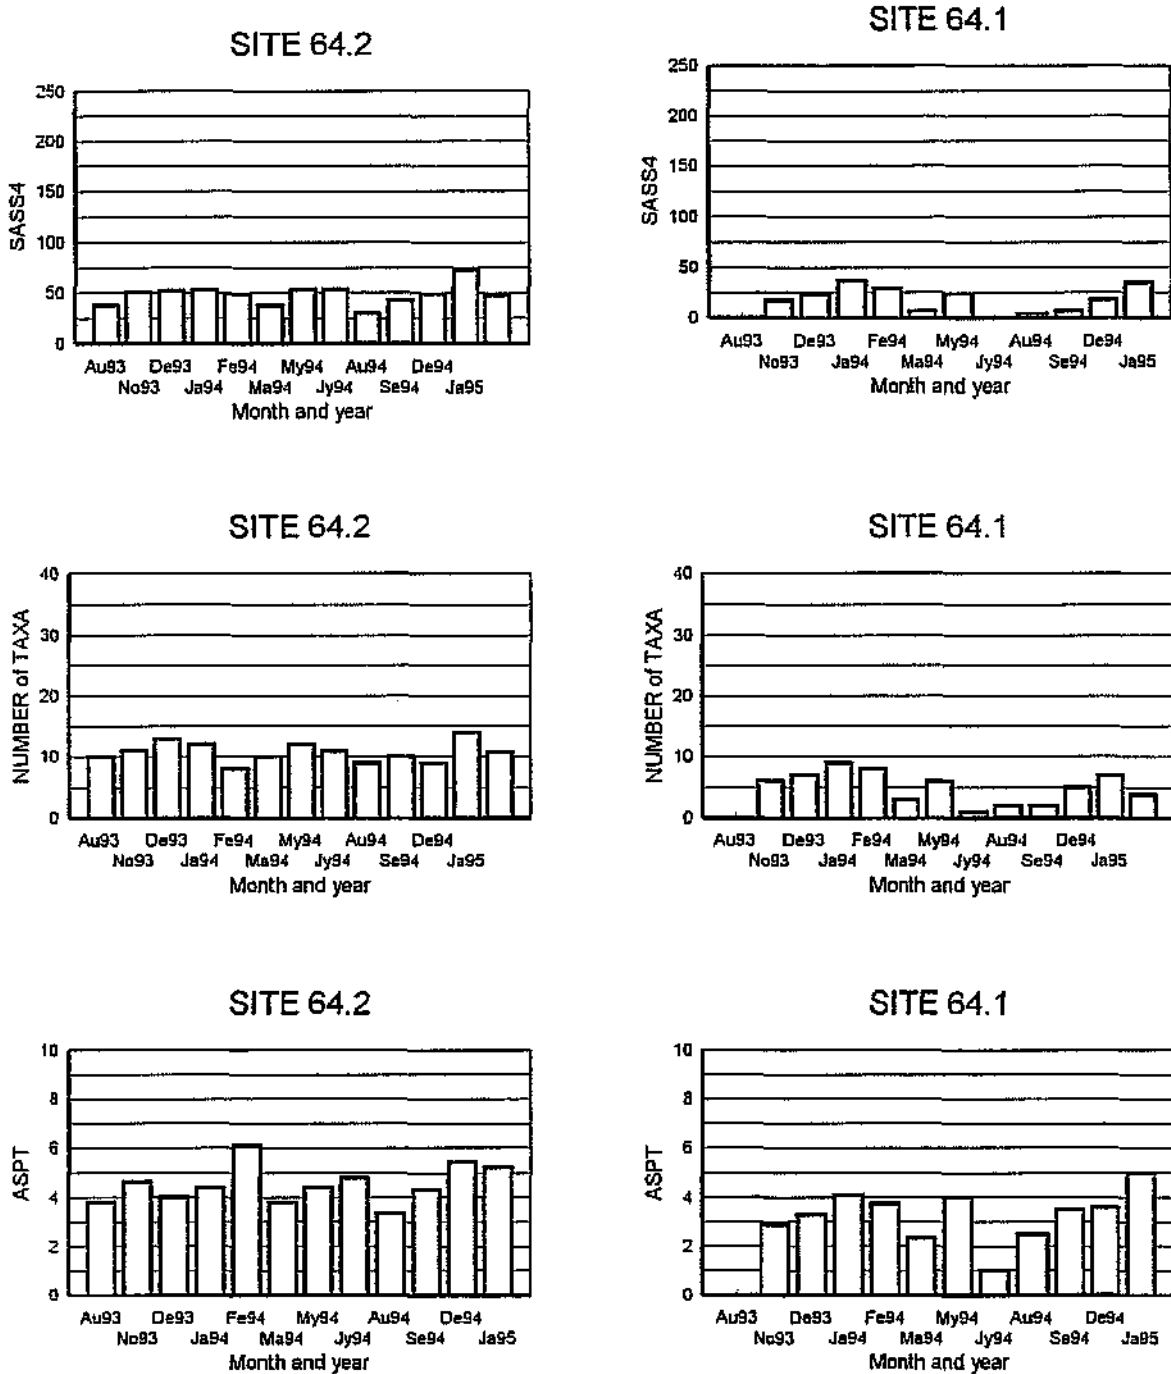 SITE 64.2
250
200
150
100
50
0
SASS4
Au93 De93 Fe94 My94 Au94 De94
No93 Ja94 Ma94 Jy94 Se94 Ja95
Month and year
SITE 64.1
250
200
150
100
50
0
SASS4
Au93 De93 Fe94 My94 Au94 De94
No93 Ja94 Ma94 Jy94 Se94 Ja95
Month and year
SITE 64.2
40
30
20
10
0
NUMBER of TAXA
Au93 De93 Fe94 My94 Au94 De94
No93 Ja94 Ma94 Jy94 Se94 Ja95
Month and year
SITE 64.1
40
30
20
10
0
NUMBER of TAXA
Au93 De93 Fe94 My94 Au94 De94
No93 Ja94 Ma94 Jy94 Se94 Ja95
Month and year
SITE 64.2
10
8
6
4
2
0
ASPT
Au93 De93 Fe94 My94 Au94 De94
No93 Ja94 Ma94 Jy94 Se94 Ja95
Month and year
SITE 64.1
10
8
6
4
2
0
ASPT
Au93 De93 Fe94 My94 Au94 De94
No93 Ja94 Ma94 Jy94 Se94 Ja95
Month and year